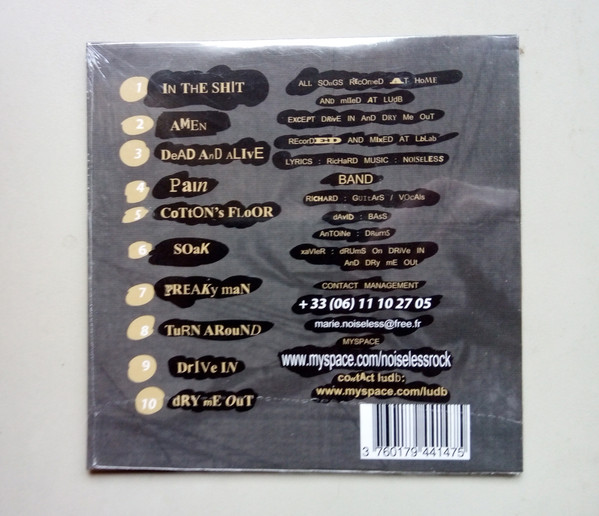 1 IN THE SHIT
2 AMEN
3 DeAD AnD ALIvE
4 Pain
5 CoTtON's FLoOR
6 SOaK
7 FREAKy maN
8 TuRN ARouND
9 DrIVe IN
10 dRY mE OuT
ALL SOnGS RECOrDeD AT HoME
AND mIxeD AT LUdB
EXCEPT DRIvE IN AnD DRY Me OuT
REcorDED AND MIxED AT LbLab
LYRICS : RicHaRD MUSIC : NOISELESS
BAND
RICHARD : GUItArS / VOcAls
dAvID : BAsS
AnTOiNe : DRumS
xaVIeR : dRUmS On DRiVe IN
AnD DRy mE OUt
CONTACT MANAGEMENT
+ 33 (06) 11 10 27 05
marie.noiseless@free.fr
MYSPACE
www.myspace.com/noiselessrock
coNtAct ludb:
www.myspace.com/ludb
3 760179 441475